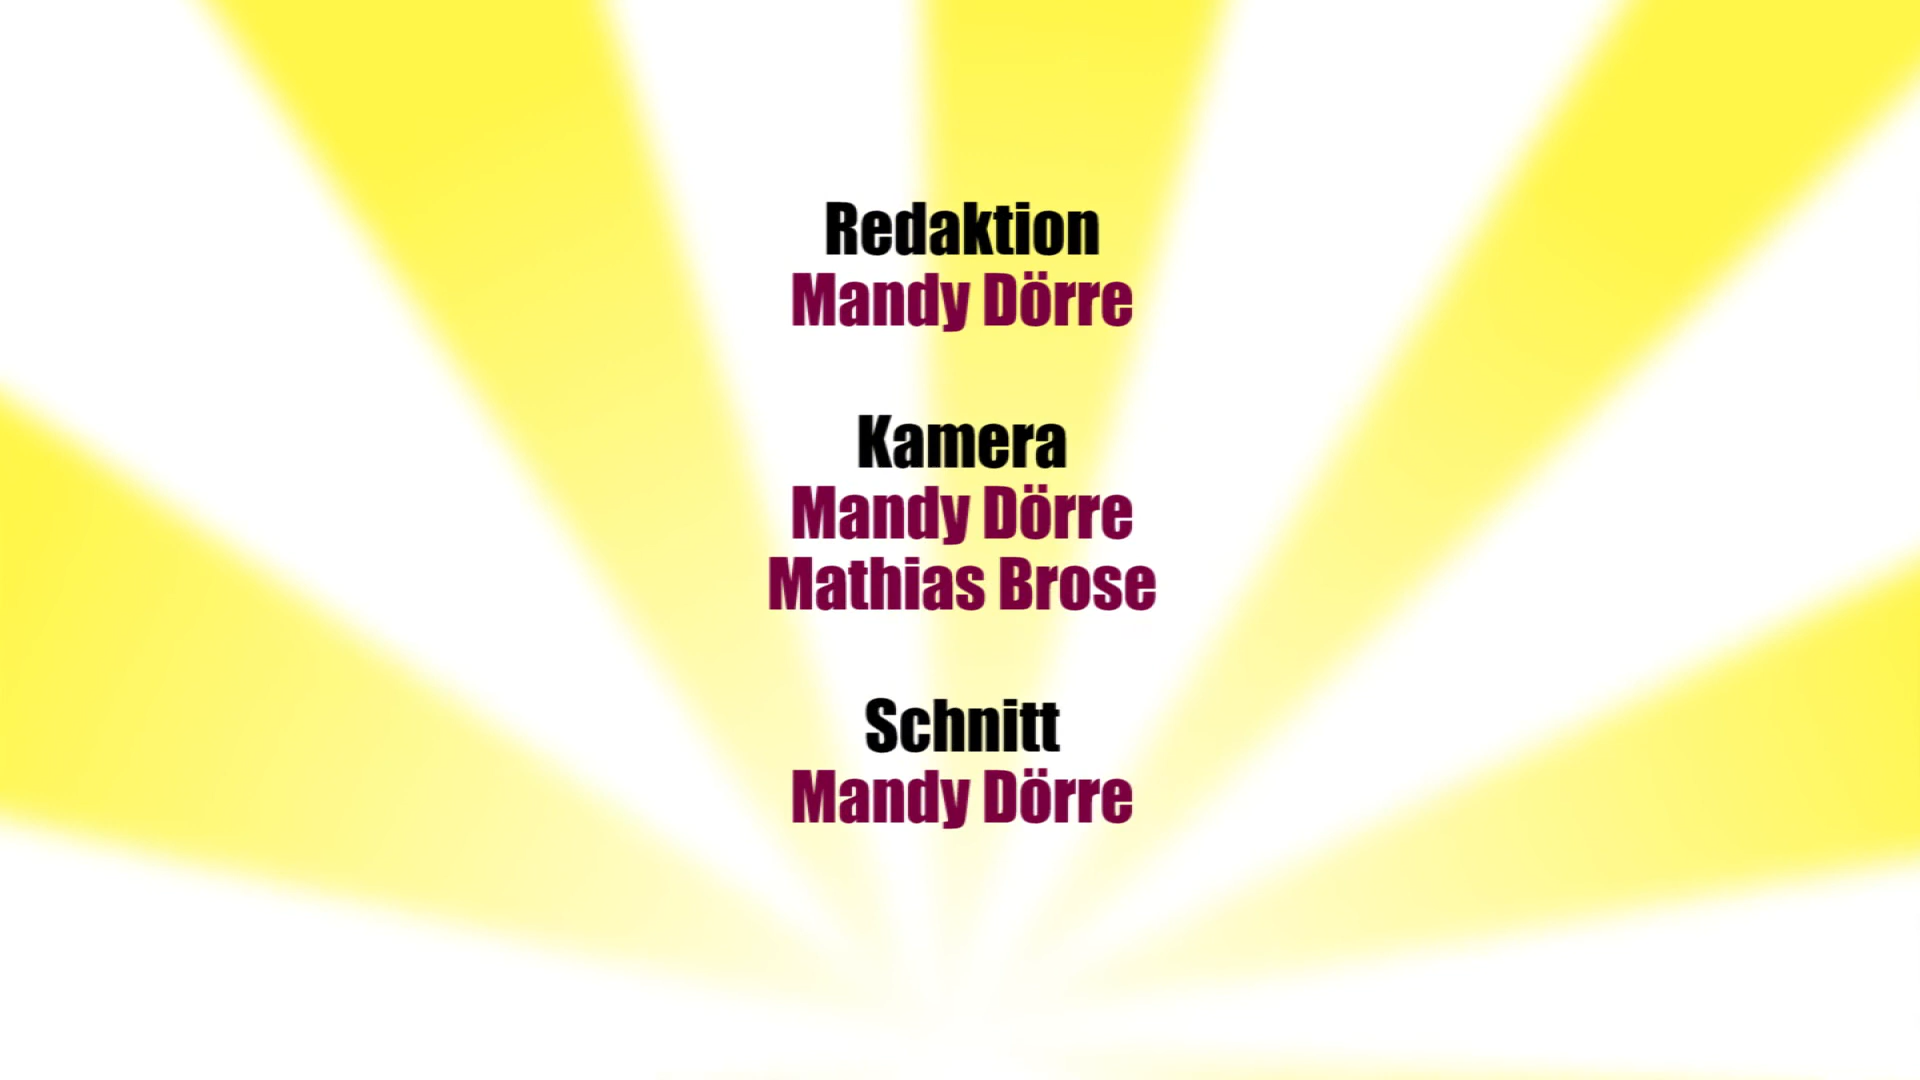 Redaktion
Mandy Dörre
Kamera
Mandy Dörre
Mathias Brose
Schnitt
Mandy Dörre